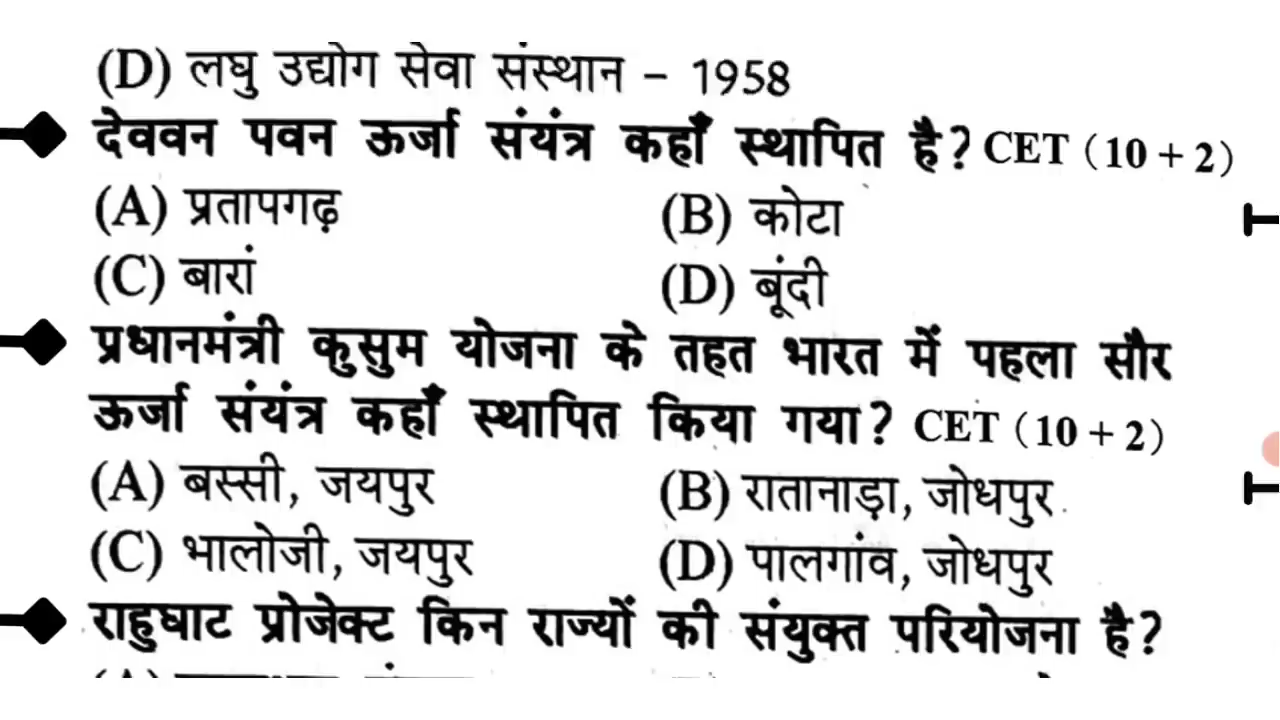 (D) लघु उद्योग सेवा संस्थान – 1958
देववन पवन ऊर्जा संयंत्र कहाँ स्थापित है? CET (10 + 2)
(A) प्रतापगढ़ (B) कोटा
(C) बारां (D) बूंदी
प्रधानमंत्री कुसुम योजना के तहत भारत में पहला सौर
ऊर्जा संयंत्र कहाँ स्थापित किया गया? CET (10 + 2)
(A) बस्सी, जयपुर (B) रातानाड़ा, जोधपुर
(C) भालोजी, जयपुर (D) पालगांव, जोधपुर
राहुघाट प्रोजेक्ट किन राज्यों की संयुक्त परियोजना है?